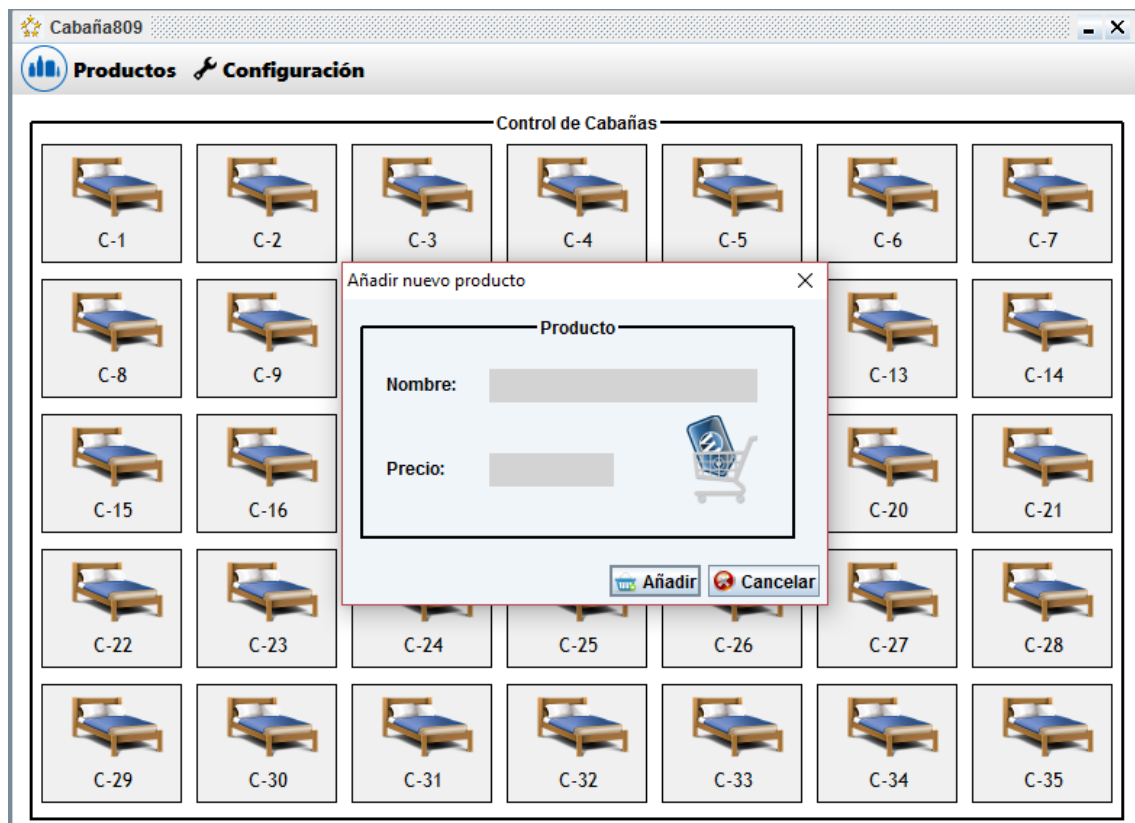 Cabaña809
Productos Configuración
Control de Cabañas
C-1 C-2 C-3 C-4 C-5 C-6 C-7
Añadir nuevo producto
Producto
Nombre:
Precio:
Añadir Cancelar
C-8 C-9 C-13 C-14
C-15 C-16 C-20 C-21
C-22 C-23 C-24 C-25 C-26 C-27 C-28
C-29 C-30 C-31 C-32 C-33 C-34 C-35